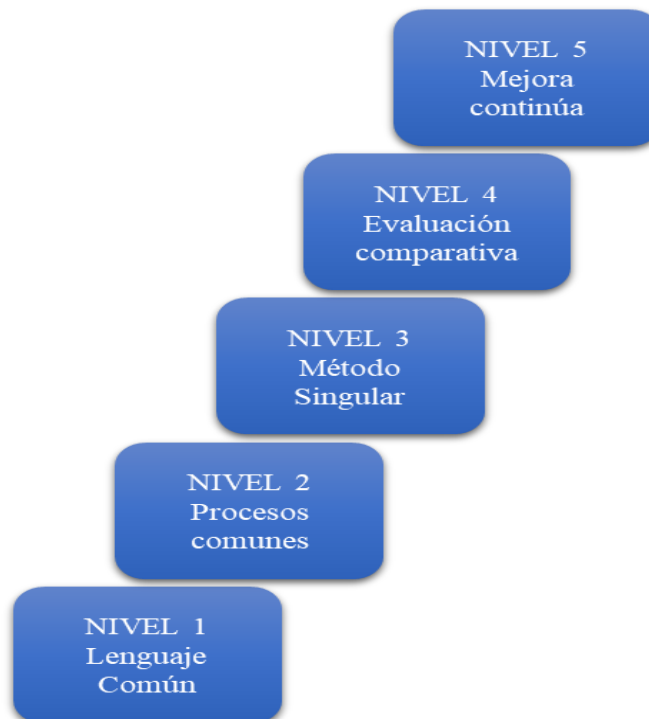 NIVEL 5
Mejora
continúa
NIVEL 4
Evaluación
comparativa
NIVEL 3
Método
Singular
NIVEL 2
Procesos
comunes
NIVEL 1
Lenguaje
Común